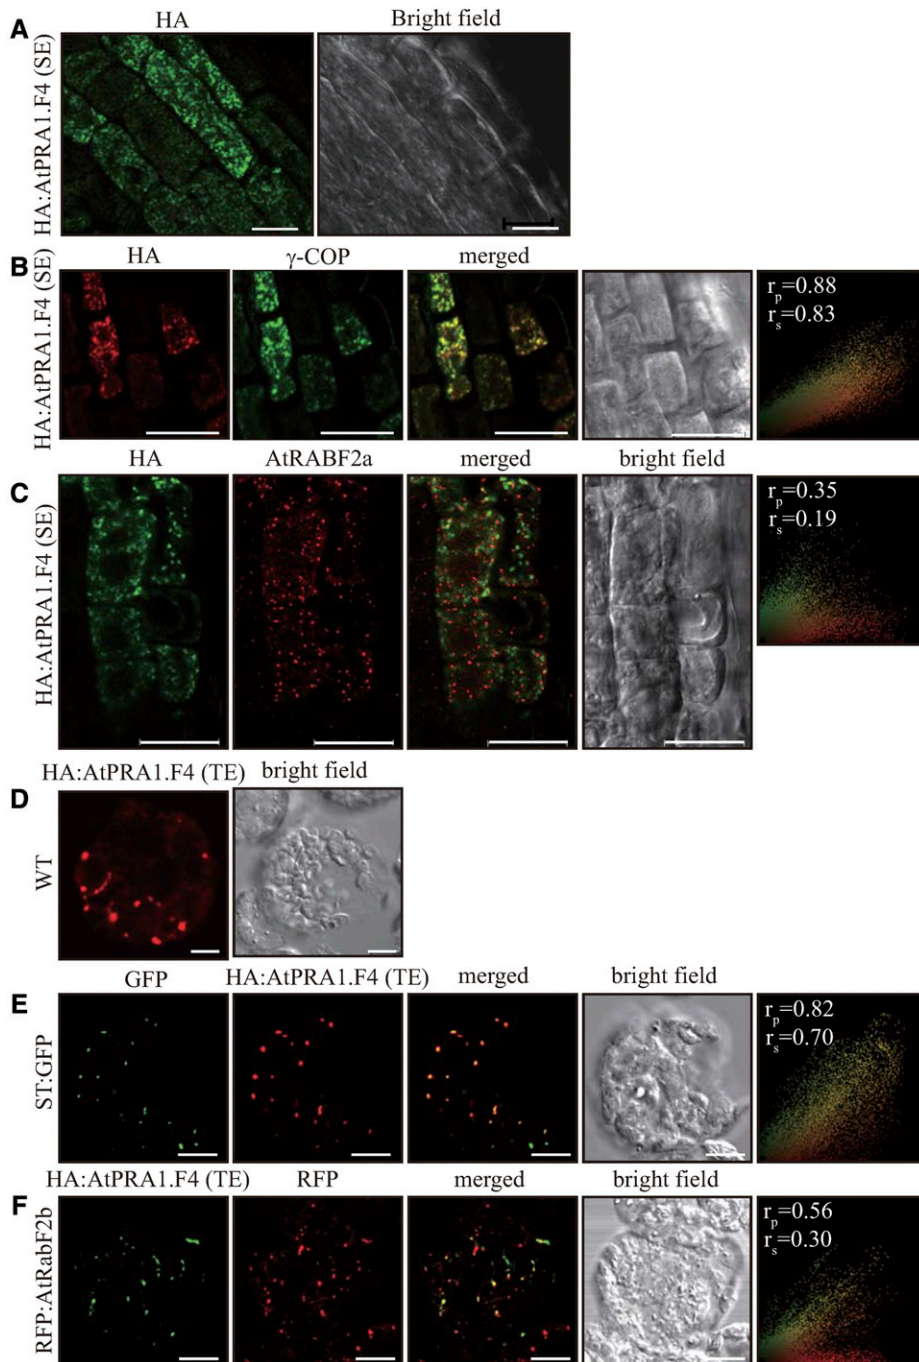 A
HA
Bright field
HA:AtPRA1.F4 (SE)
B
HA
γ-COP
merged
HA:AtPRA1.F4 (SE)
r_p=0.88
r_s=0.83
C
HA
AtRABF2a
merged
bright field
HA:AtPRA1.F4 (SE)
r_p=0.35
r_s=0.19
D
HA:AtPRA1.F4 (TE)
bright field
WT
E
GFP
HA:AtPRA1.F4 (TE)
merged
bright field
ST:GFP
r_p=0.82
r_s=0.70
F
HA:AtPRA1.F4 (TE)
RFP
merged
bright field
RFP:AtRabF2b
r_p=0.56
r_s=0.30